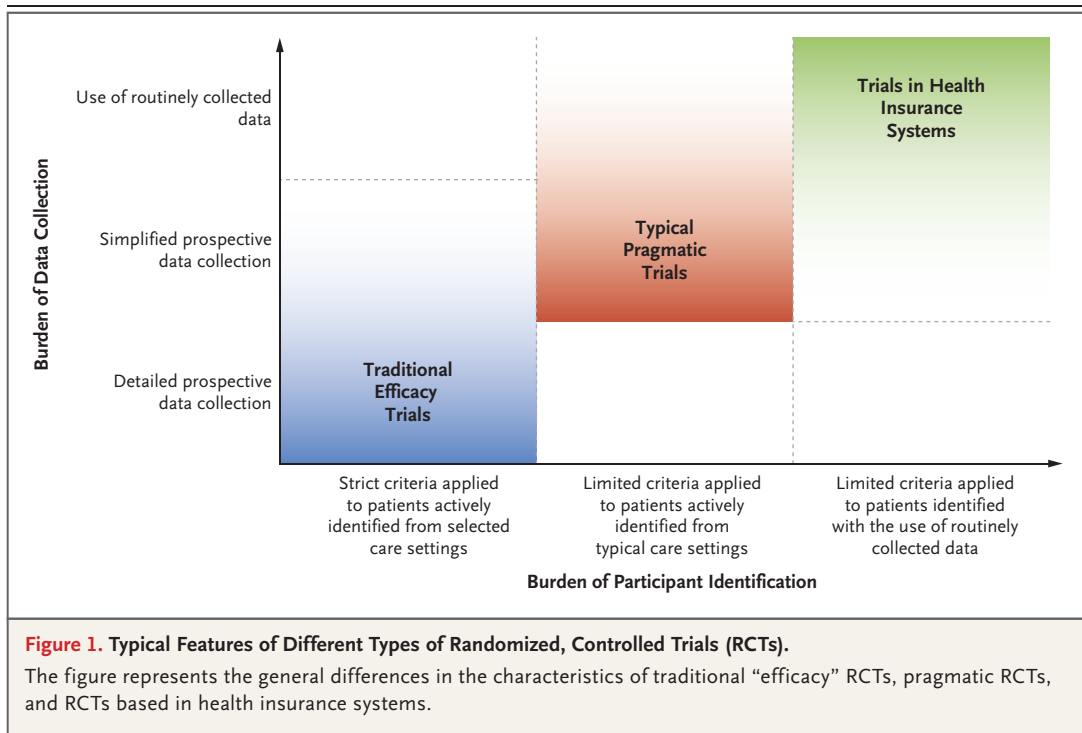 Burden of Data Collection
Use of routinely collected
data
Simplified prospective
data collection
Detailed prospective
data collection
Traditional
Efficacy
Trials
Typical
Pragmatic
Trials
Trials in Health
Insurance
Systems
Strict criteria applied
to patients actively
identified from selected
care settings
Limited criteria applied
to patients actively
identified from
typical care settings
Limited criteria applied
to patients identified
with the use of routinely
collected data
Burden of Participant Identification
Figure 1. Typical Features of Different Types of Randomized, Controlled Trials (RCTs).
The figure represents the general differences in the characteristics of traditional “efficacy” RCTs, pragmatic RCTs,
and RCTs based in health insurance systems.